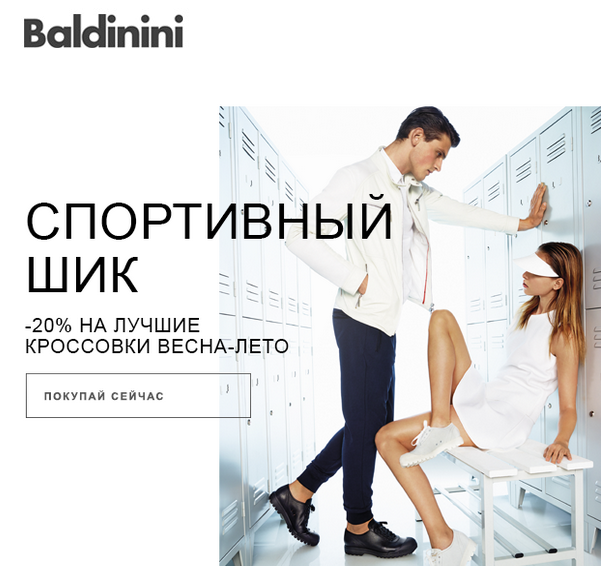 Baldinini
СПОРТИВНЫЙ
ШИК
-20% НА ЛУЧШИЕ
КРОССОВКИ ВЕСНА-ЛЕТО
ПОКУПАЙ СЕЙЧАС